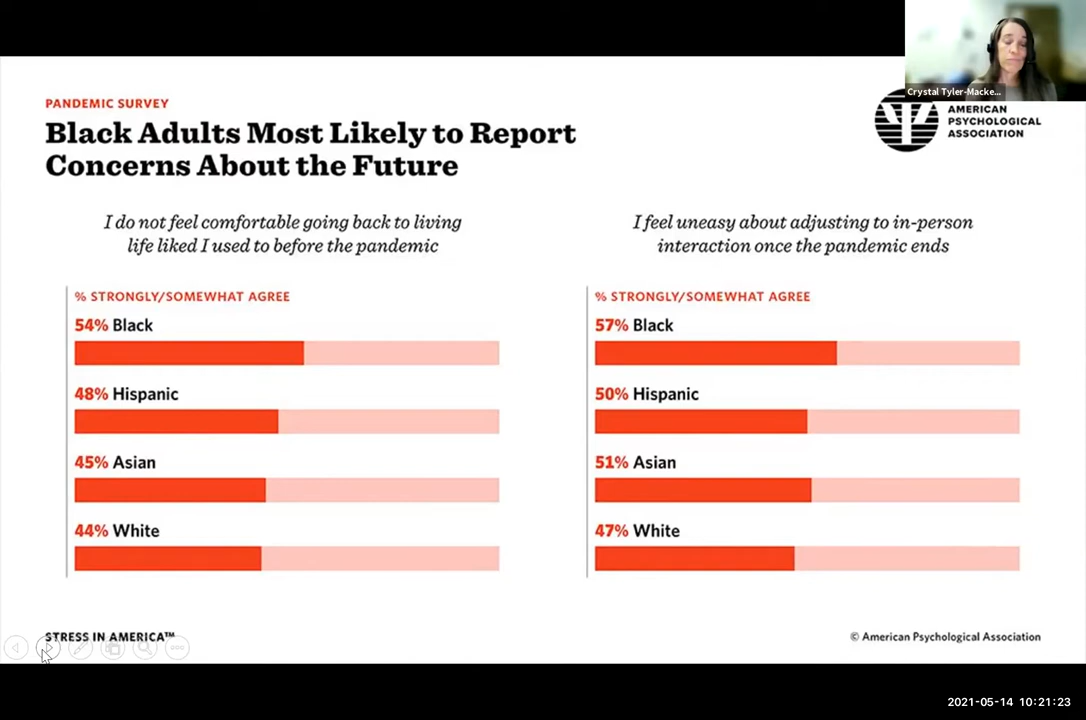 Crystal Tyler-Macke...
PANDEMIC SURVEY
Black Adults Most Likely to Report
Concerns About the Future
AMERICAN
PSYCHOLOGICAL
ASSOCIATION
I do not feel comfortable going back to living
life liked I used to before the pandemic
% STRONGLY/SOMEWHAT AGREE
54% Black
48% Hispanic
45% Asian
44% White
I feel uneasy about adjusting to in-person
interaction once the pandemic ends
% STRONGLY/SOMEWHAT AGREE
57% Black
50% Hispanic
51% Asian
47% White
STRESS IN AMERICA™
© American Psychological Association
2021-05-14 10:21:23